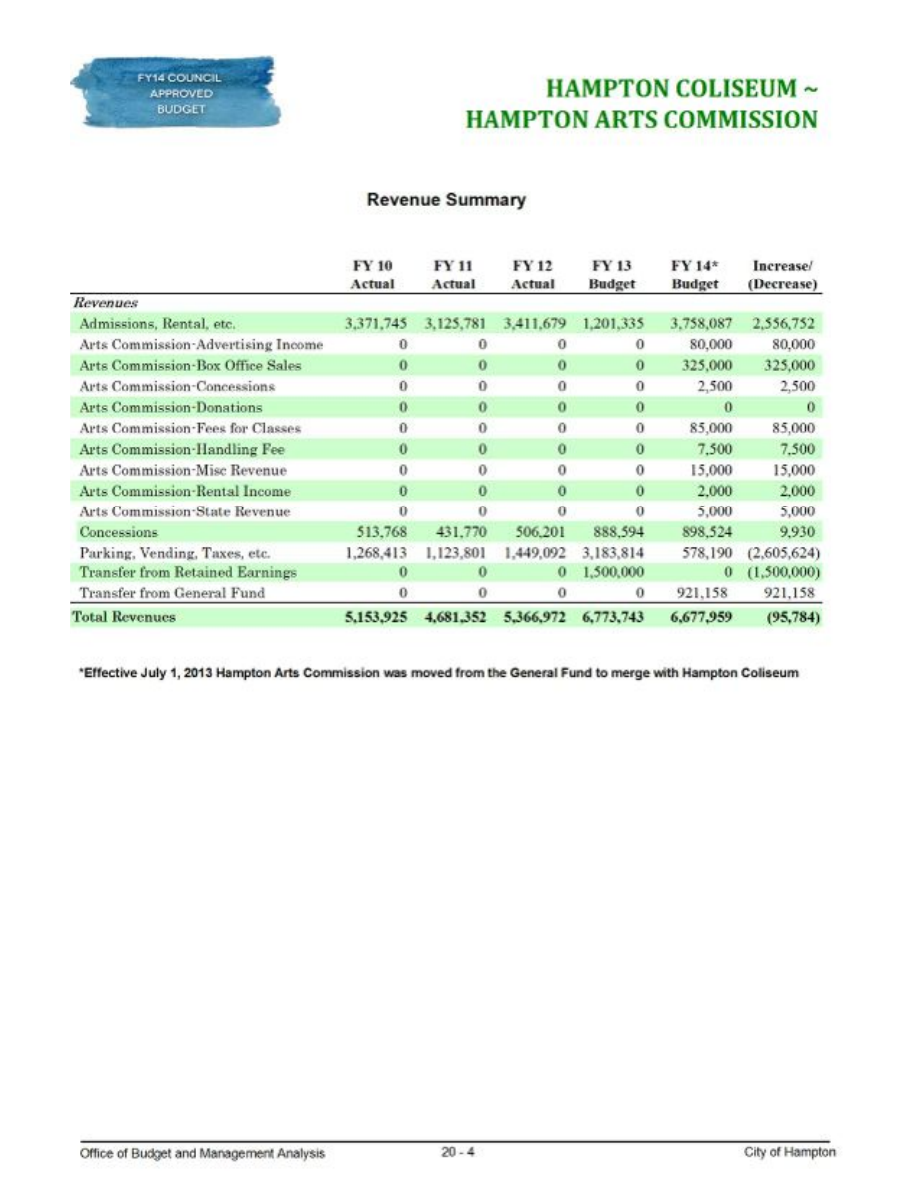 FY14 COUNCIL
APPROVED
BUDGET
HAMPTON COLISEUM ~
HAMPTON ARTS COMMISSION
Revenue Summary
FY 10 FY 11 FY 12 FY 13 FY 14* Increase/
Actual Actual Actual Budget Budget (Decrease)
Revenues
Admissions, Rental, etc. 3,371,745 3,125,781 3,411,679 1,201,335 3,758,087 2,556,752
Arts Commission-Advertising Income 0 0 0 0 80,000 80,000
Arts Commission-Box Office Sales 0 0 0 0 325,000 325,000
Arts Commission-Concessions 0 0 0 0 2,500 2,500
Arts Commission-Donations 0 0 0 0 0 0
Arts Commission-Fees for Classes 0 0 0 0 85,000 85,000
Arts Commission-Handling Fee 0 0 0 0 7,500 7,500
Arts Commission-Misc Revenue 0 0 0 0 15,000 15,000
Arts Commission-Rental Income 0 0 0 0 2,000 2,000
Arts Commission-State Revenue 0 0 0 0 5,000 5,000
Concessions 513,768 431,770 506,201 888,594 898,524 9,930
Parking, Vending, Taxes, etc. 1,268,413 1,123,801 1,449,092 3,183,814 578,190 (2,605,624)
Transfer from Retained Earnings 0 0 0 1,500,000 0 (1,500,000)
Transfer from General Fund 0 0 0 0 921,158 921,158
Total Revenues 5,153,925 4,681,352 5,366,972 6,773,743 6,677,959 (95,784)
*Effective July 1, 2013 Hampton Arts Commission was moved from the General Fund to merge with Hampton Coliseum
Office of Budget and Management Analysis 20 - 4 City of Hampton